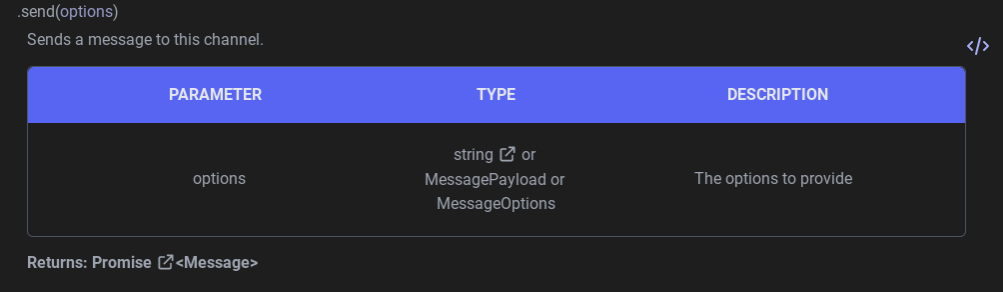 .send(options)
Sends a message to this channel.
</>
PARAMETER TYPE DESCRIPTION
string or
options MessagePayload or The options to provide
MessageOptions
Returns: Promise <Message>